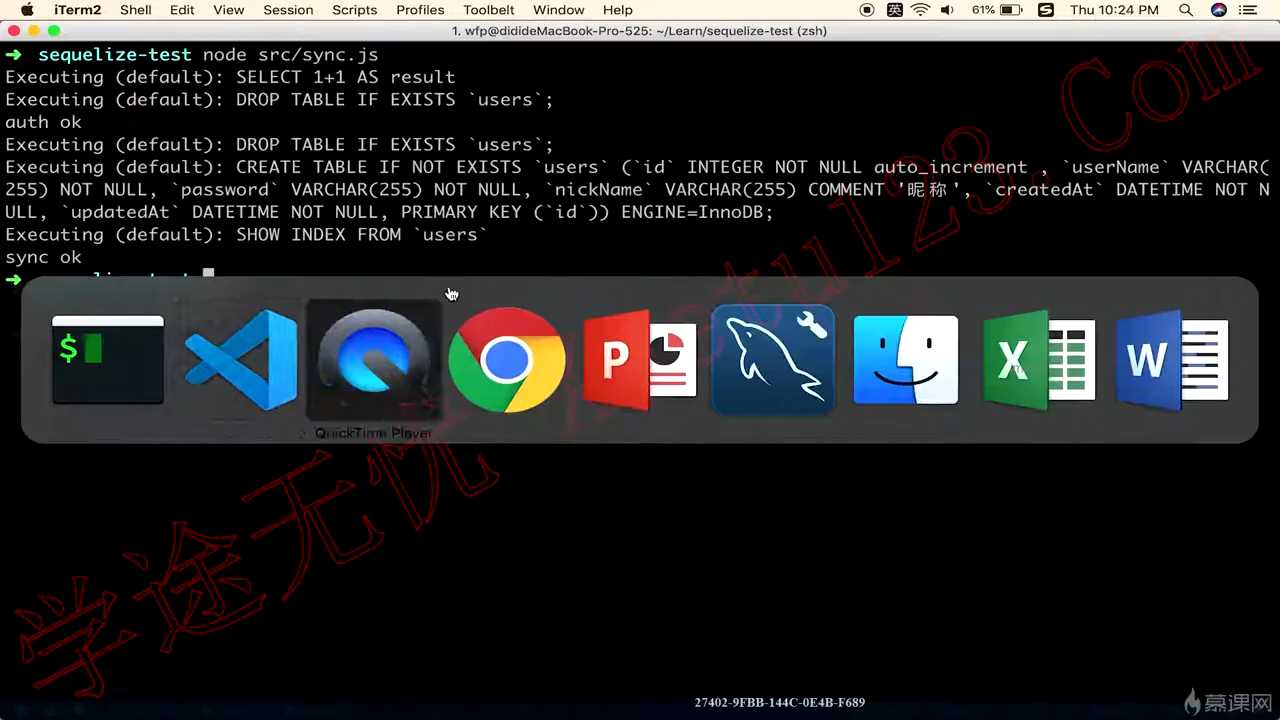 iTerm2 Shell Edit View Session Scripts Profiles Toolbelt Window Help 英 61% S Thu 10:24 PM
1. wfp@didideMacBook-Pro-525: ~/Learn/sequelize-test (zsh)
➜ sequelize-test node src/sync.js
Executing (default): SELECT 1+1 AS result
Executing (default): DROP TABLE IF EXISTS `users`;
auth ok
Executing (default): DROP TABLE IF EXISTS `users`;
Executing (default): CREATE TABLE IF NOT EXISTS `users` (`id` INTEGER NOT NULL auto_increment , `userName` VARCHAR(
255) NOT NULL, `password` VARCHAR(255) NOT NULL, `nickName` VARCHAR(255) COMMENT '昵称', `createdAt` DATETIME NOT N
ULL, `updatedAt` DATETIME NOT NULL, PRIMARY KEY (`id`)) ENGINE=InnoDB;
Executing (default): SHOW INDEX FROM `users`
sync ok
$
P
X
W
QuickTime Player
学途无忧
27402-9FBB-144C-0E4B-F689
慕课网